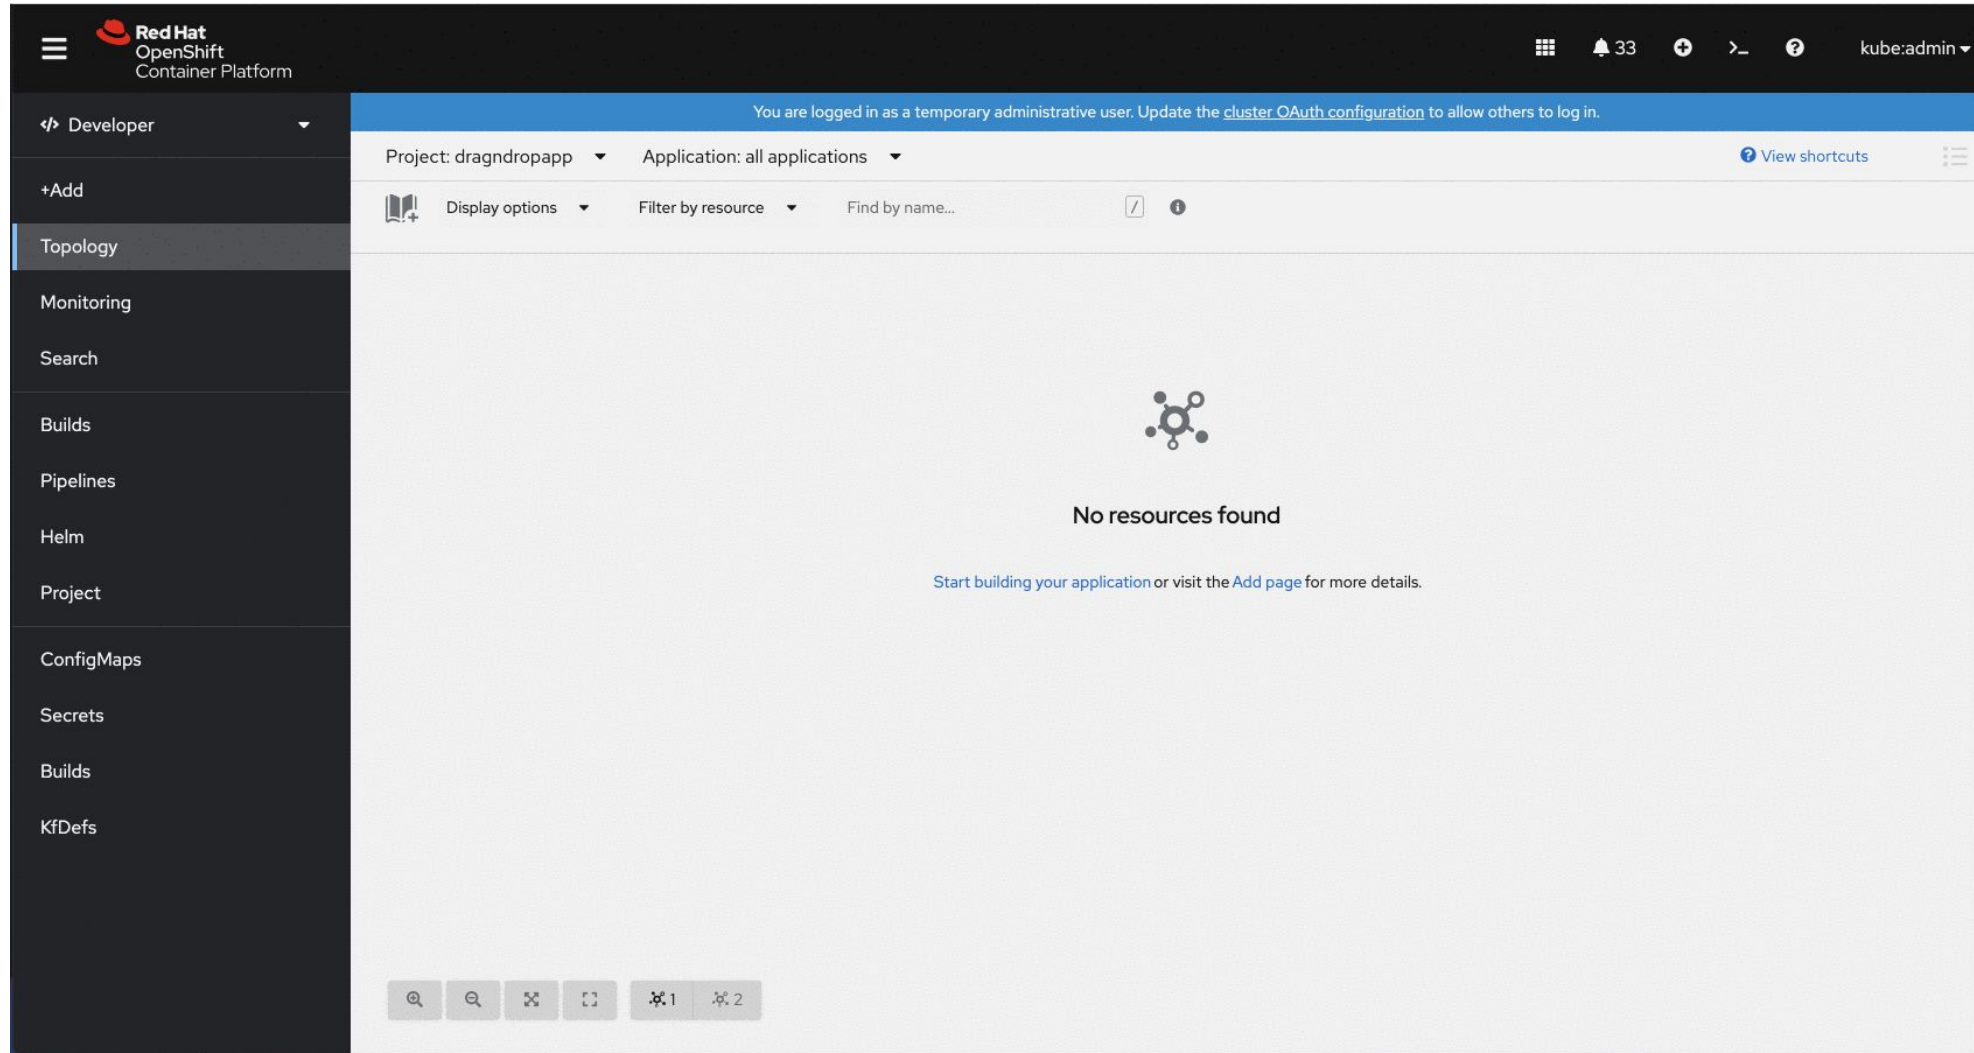 Red Hat
OpenShift
Container Platform
33
>_
kube:admin
You are logged in as a temporary administrative user. Update the cluster OAuth configuration to allow others to log in.
</> Developer
Project: dragndropapp
Application: all applications
View shortcuts
+Add
Display options
Filter by resource
Find by name...
/
Topology
Monitoring
Search
Builds
Pipelines
No resources found
Helm
Start building your application or visit the Add page for more details.
Project
ConfigMaps
Secrets
Builds
KfDefs
1
2